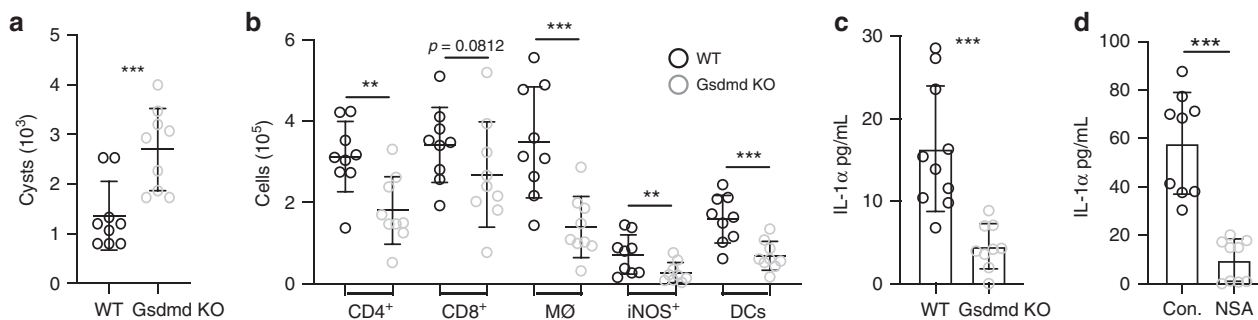 a
Cysts (10³)
5
4
3
2
1
0
***
WT Gsdmd KO
b
Cells (10⁵)
6
4
2
0
**
p = 0.0812
***
**
***
WT
Gsdmd KO
CD4⁺ CD8⁺ MØ iNOS⁺ DCs
c
IL-1α pg/mL
30
20
10
0
***
WT Gsdmd KO
d
IL-1α pg/mL
100
80
60
40
20
0
***
Con. NSA